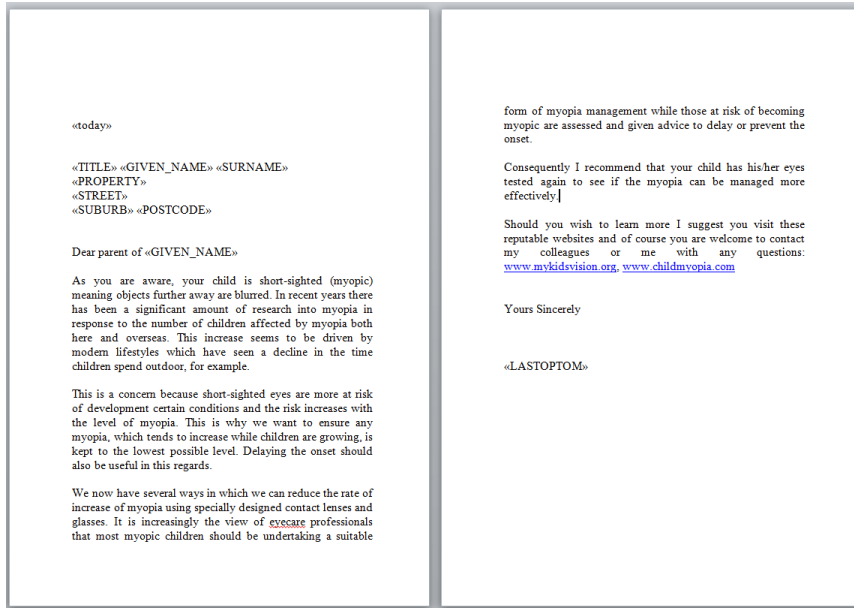 «today»
«TITLE» «GIVEN_NAME» «SURNAME»
«PROPERTY»
«STREET»
«SUBURB» «POSTCODE»
Dear parent of «GIVEN_NAME»
As you are aware, your child is short-sighted (myopic)
meaning objects further away are blurred. In recent years there
has been a significant amount of research into myopia in
response to the number of children affected by myopia both
here and overseas. This increase seems to be driven by
modern lifestyles which have seen a decline in the time
children spend outdoor, for example.
This is a concern because short-sighted eyes are more at risk
of development certain conditions and the risk increases with
the level of myopia. This is why we want to ensure any
myopia, which tends to increase while children are growing, is
kept to the lowest possible level. Delaying the onset should
also be useful in this regards.
We now have several ways in which we can reduce the rate of
increase of myopia using specially designed contact lenses and
glasses. It is increasingly the view of eyecare professionals
that most myopic children should be undertaking a suitable
form of myopia management while those at risk of becoming
myopic are assessed and given advice to delay or prevent the
onset.
Consequently I recommend that your child has his/her eyes
tested again to see if the myopia can be managed more
effectively.
Should you wish to learn more I suggest you visit these
reputable websites and of course you are welcome to contact
my colleagues or me with any questions:
www.mykidsvision.org, www.childmyopia.com
Yours Sincerely
«LASTOPTOM»